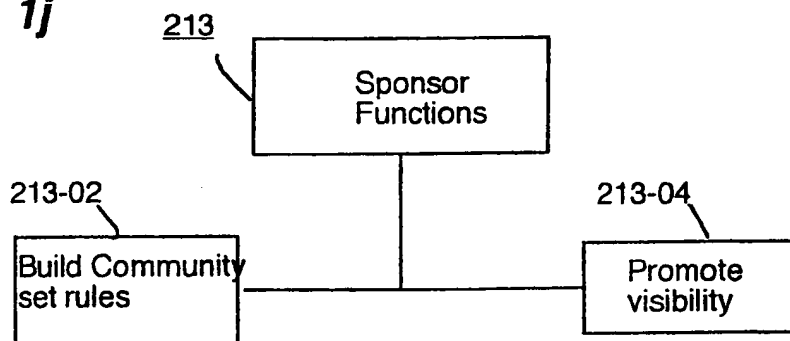 1j
213
Sponsor
Functions
213-02
213-04
Build Community
set rules
Promote
visibility